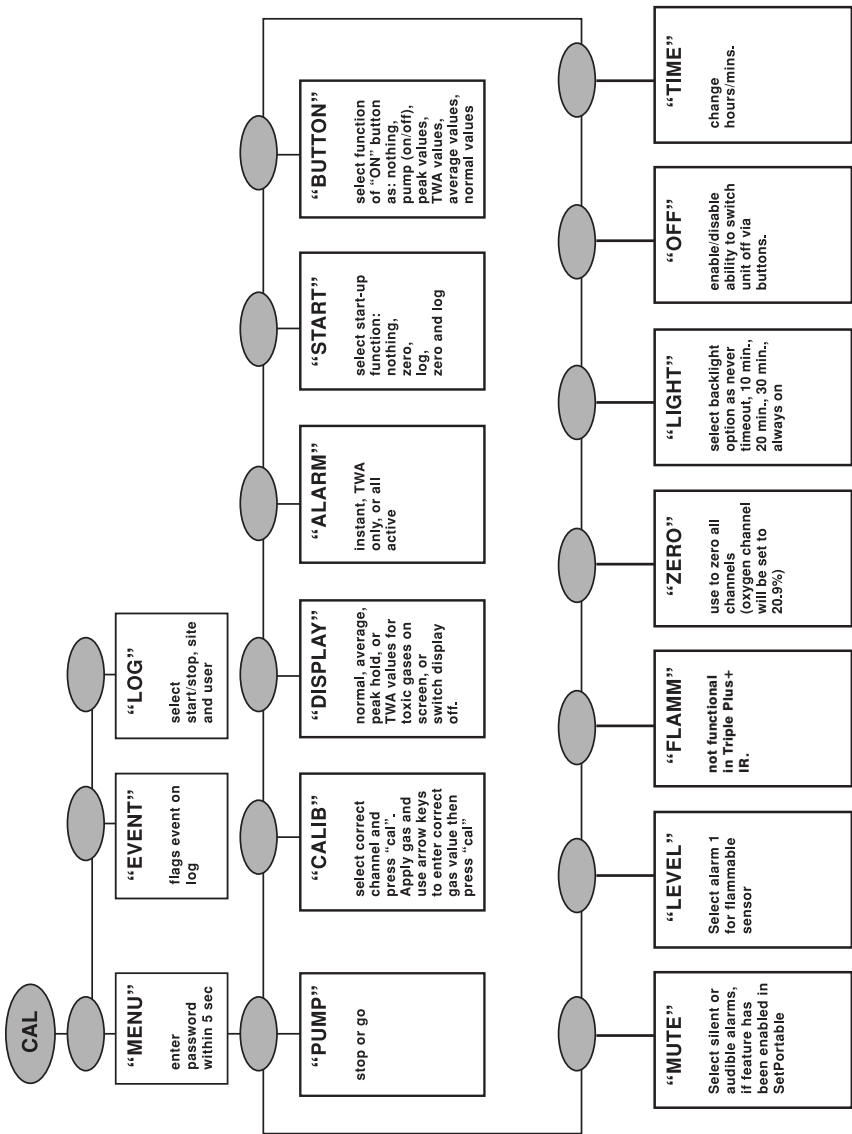 CAL
“MENU”
enter
password
within 5 sec
“EVENT”
flags event on
log
“LOG”
select
start/stop, site
and user
“PUMP”
stop or go
“CALIB”
select correct
channel and
press “cal”-
Apply gas and
use arrow keys
to enter correct
gas value then
press “cal”
“DISPLAY”
normal, average,
peak hold, or
TWA values for
toxic gases on
screen, or
switch display
off.
“ALARM”
instant, TWA
only, or all
active
“START”
select start-up
function:
nothing,
zero,
log,
zero and log
“BUTTON”
select function
of “ON” button
as: nothing,
pump (on/off),
peak values,
TWA values,
average values,
normal values
“MUTE”
Select silent or
audible alarms,
if feature has
been enabled in
SetPortable
“LEVEL”
Select alarm 1
for flammable
sensor
“FLAMM”
not functional
in Triple Plus+
IR.
“ZERO”
use to zero all
channels
(oxygen channel
will be set to
20.9%)
“LIGHT”
select backlight
option as never
timeout, 10 min.,
20 min., 30 min.,
always on
“OFF”
enable/disable
ability to switch
unit off via
buttons.
“TIME”
change
hours/mins.